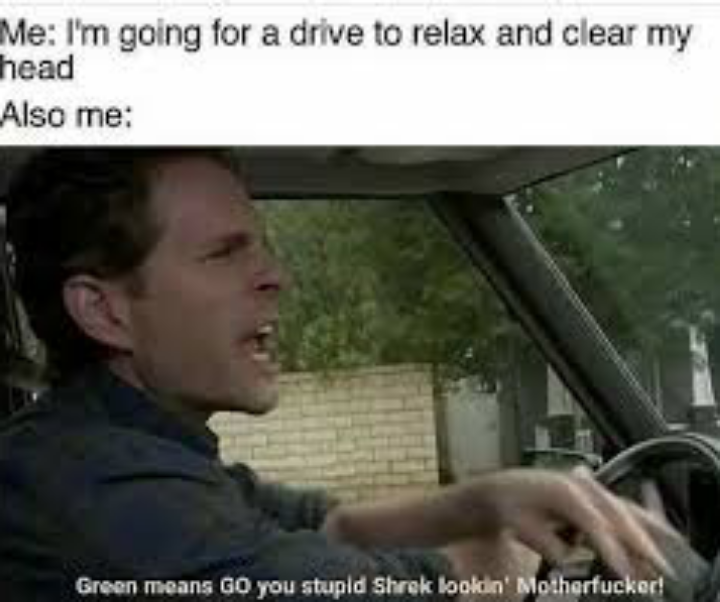 Me: I'm going for a drive to relax and clear my
head
Also me:
Green means GO you stupid Shrek lookin' Motherfucker!